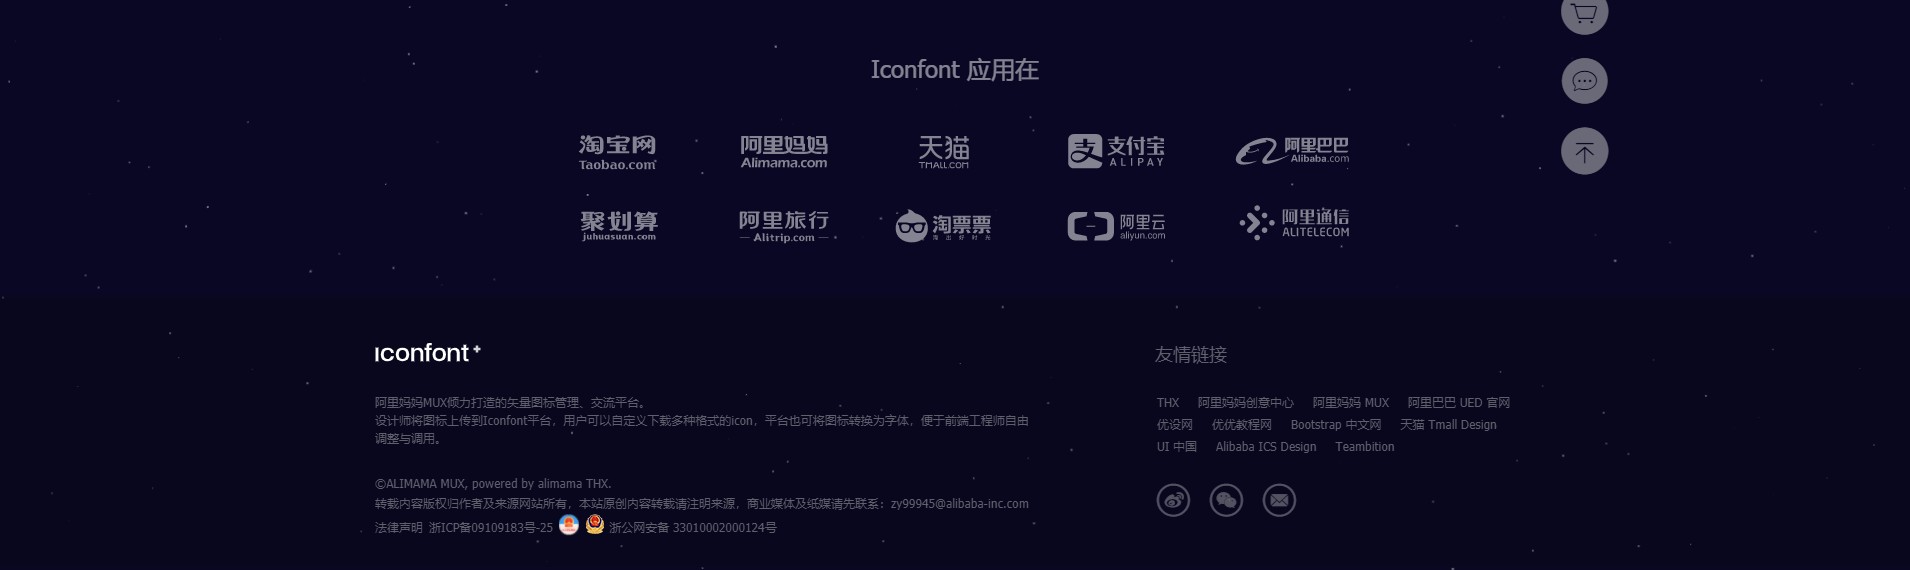 Iconfont 应用在
淘宝网 阿里妈妈 天猫 支 支付宝 阿里巴巴
Taobao.com Alimama.com TMALL.COM ALIPAY Alibaba.com
聚划算 阿里旅行 淘票票 阿里云 阿里通信
juhuasuan.com Alitrip.com 淘出好时光 aliyun.com ALITELECOM
iconfont+ 友情链接
阿里妈妈MUX倾力打造的矢量图标管理、交流平台。
设计师将图标上传到Iconfont平台，用户可以自定义下载多种格式的icon，平台也可将图标转换为字体，便于前端工程师自由
调整与调用。
THX 阿里妈妈创意中心 阿里妈妈 MUX 阿里巴巴 UED 官网
优设网 优优教程网 Bootstrap 中文网 天猫 Tmall Design
UI 中国 Alibaba ICS Design Teambition
©ALIMAMA MUX, powered by alimama THX.
转载内容版权归作者及来源网站所有，本站原创内容转载请注明来源，商业媒体及纸媒请先联系：zy99945@alibaba-inc.com
法律声明 浙ICP备09109183号-25 浙公网安备 33010002000124号